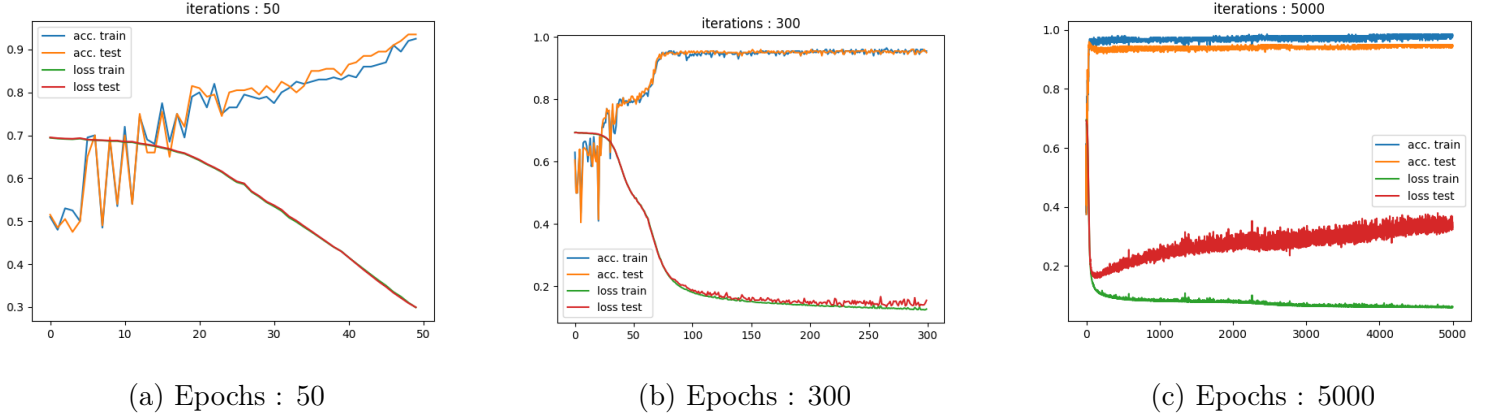 iterations : 50
acc. train
acc. test
loss train
loss test
0.9
0.8
0.7
0.6
0.5
0.4
0.3
0
10
20
30
40
50
(a) Epochs : 50
iterations : 300
1.0
0.8
0.6
0.4
0.2
acc. train
acc. test
loss train
loss test
0
50
100
150
200
250
300
(b) Epochs : 300
iterations : 5000
1.0
0.8
0.6
0.4
0.2
acc. train
acc. test
loss train
loss test
0
1000
2000
3000
4000
5000
(c) Epochs : 5000